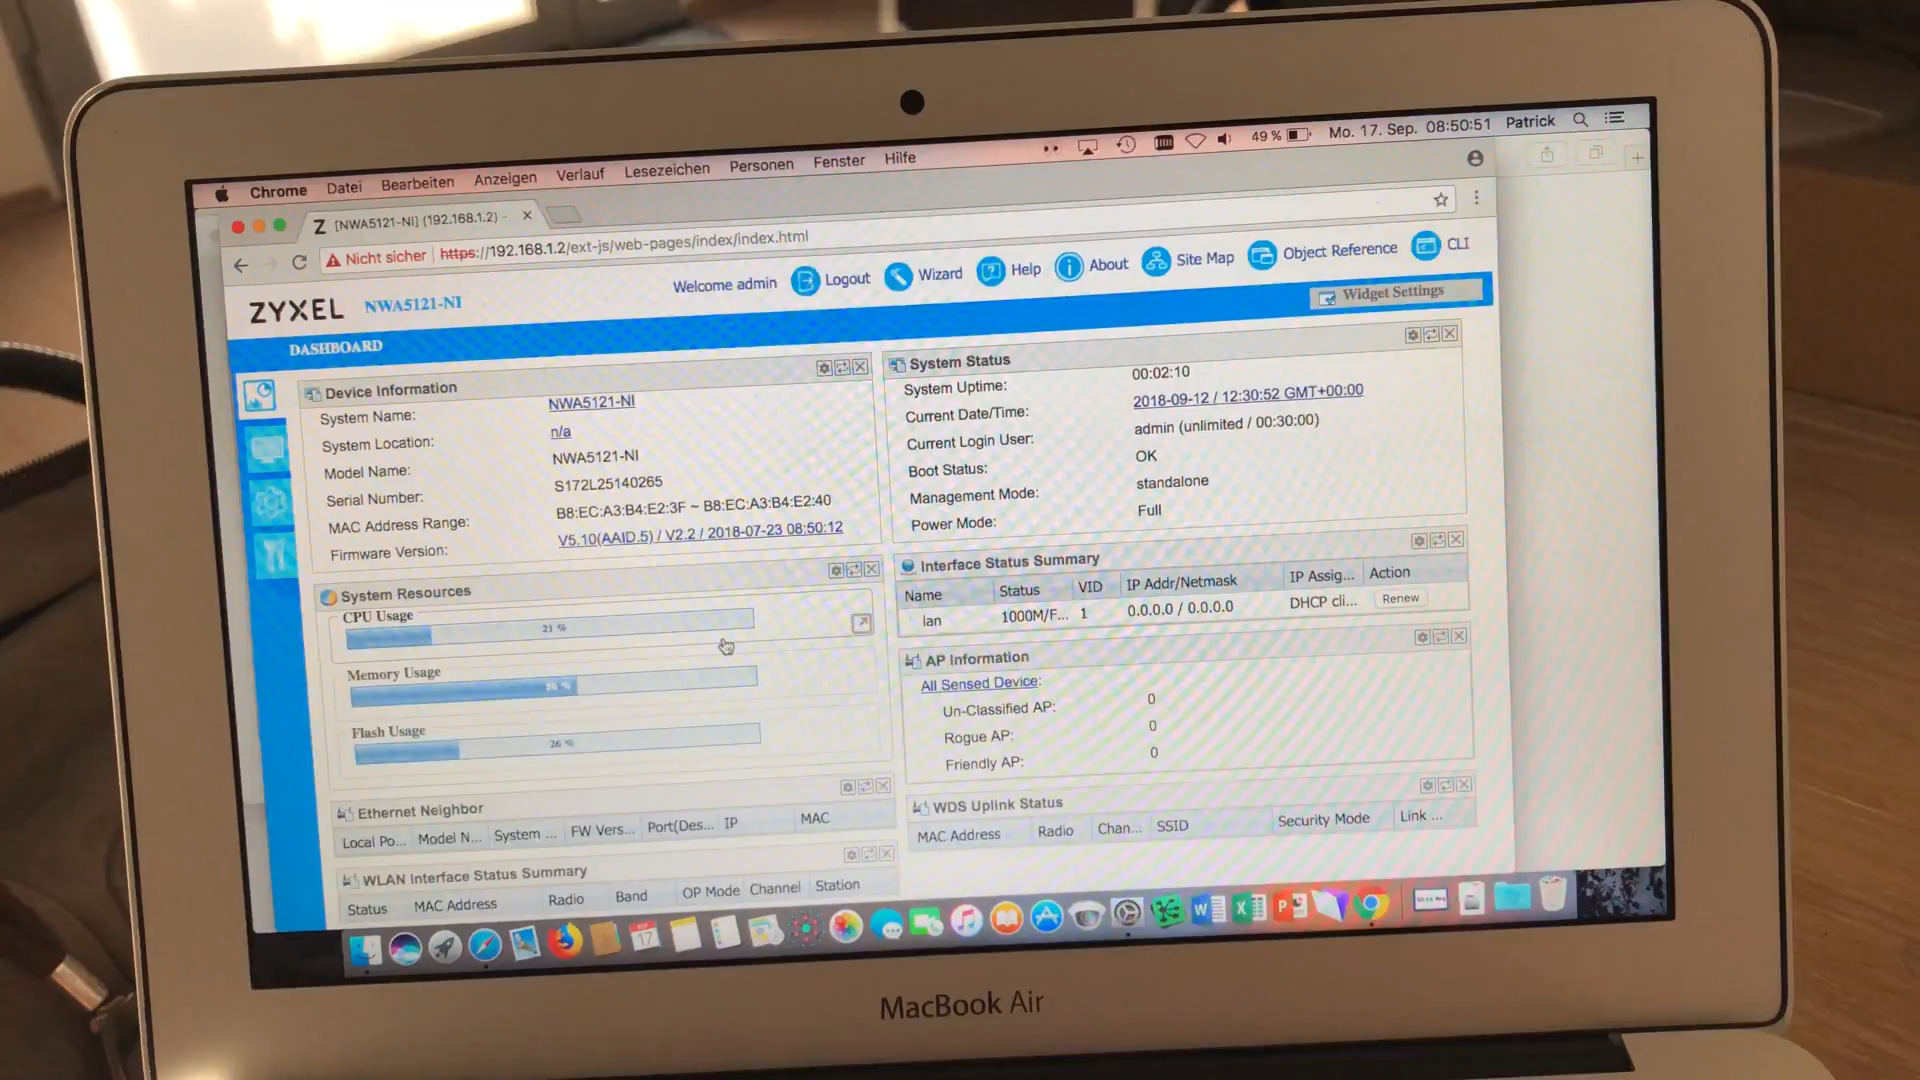 Chrome Datei Bearbeiten Anzeigen Verlauf Lesezeichen Personen Fenster Hilfe 49 % Mo. 17. Sep. 08:50:51 Patrick
Z [NWA5121-NI] (192.168.1.2) -
Nicht sicher https://192.168.1.2/ext-js/web-pages/index/index.html
ZYXEL NWA5121-NI Welcome admin Logout Wizard Help About Site Map Object Reference CLI
Widget Settings
DASHBOARD
Device Information
System Name: NWA5121-NI
System Location: n/a
Model Name: NWA5121-NI
Serial Number: S172L25140265
MAC Address Range: B8:EC:A3:B4:E2:3F ~ B8:EC:A3:B4:E2:40
Firmware Version: V5.10(AAID.5) / V2.2 / 2018-07-23 08:50:12
System Resources
CPU Usage
21 %
Memory Usage
Flash Usage
26 %
Ethernet Neighbor
Local Po... Model N... System ... FW Vers... Port(Des... IP MAC
WLAN Interface Status Summary
Status MAC Address Radio Band OP Mode Channel Station
System Status
System Uptime: 00:02:10
Current Date/Time: 2018-09-12 / 12:30:52 GMT+00:00
Current Login User: admin (unlimited / 00:30:00)
Boot Status: OK
Management Mode: standalone
Power Mode: Full
Interface Status Summary
Name Status VID IP Addr/Netmask IP Assig... Action
lan 1000M/F... 1 0.0.0.0 / 0.0.0.0 DHCP cli... Renew
AP Information
All Sensed Device:
Un-Classified AP: 0
Rogue AP: 0
Friendly AP: 0
WDS Uplink Status
MAC Address Radio Chan... SSID Security Mode Link ...
17
MacBook Air